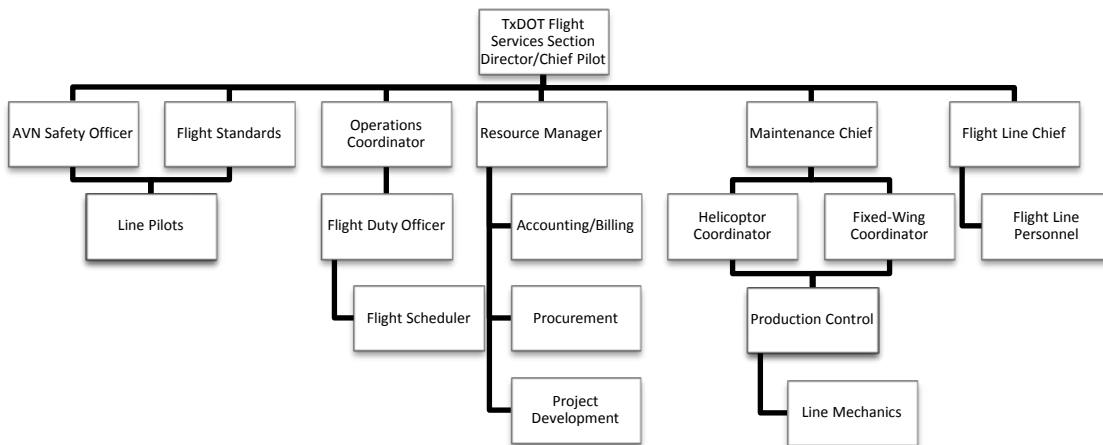 TxDOT Flight
Services Section
Director/Chief Pilot
AVN Safety Officer
Flight Standards
Operations
Coordinator
Resource Manager
Maintenance Chief
Flight Line Chief
Line Pilots
Flight Duty Officer
Accounting/Billing
Helicoptor
Coordinator
Fixed-Wing
Coordinator
Flight Line
Personnel
Flight Scheduler
Procurement
Production Control
Project
Development
Line Mechanics